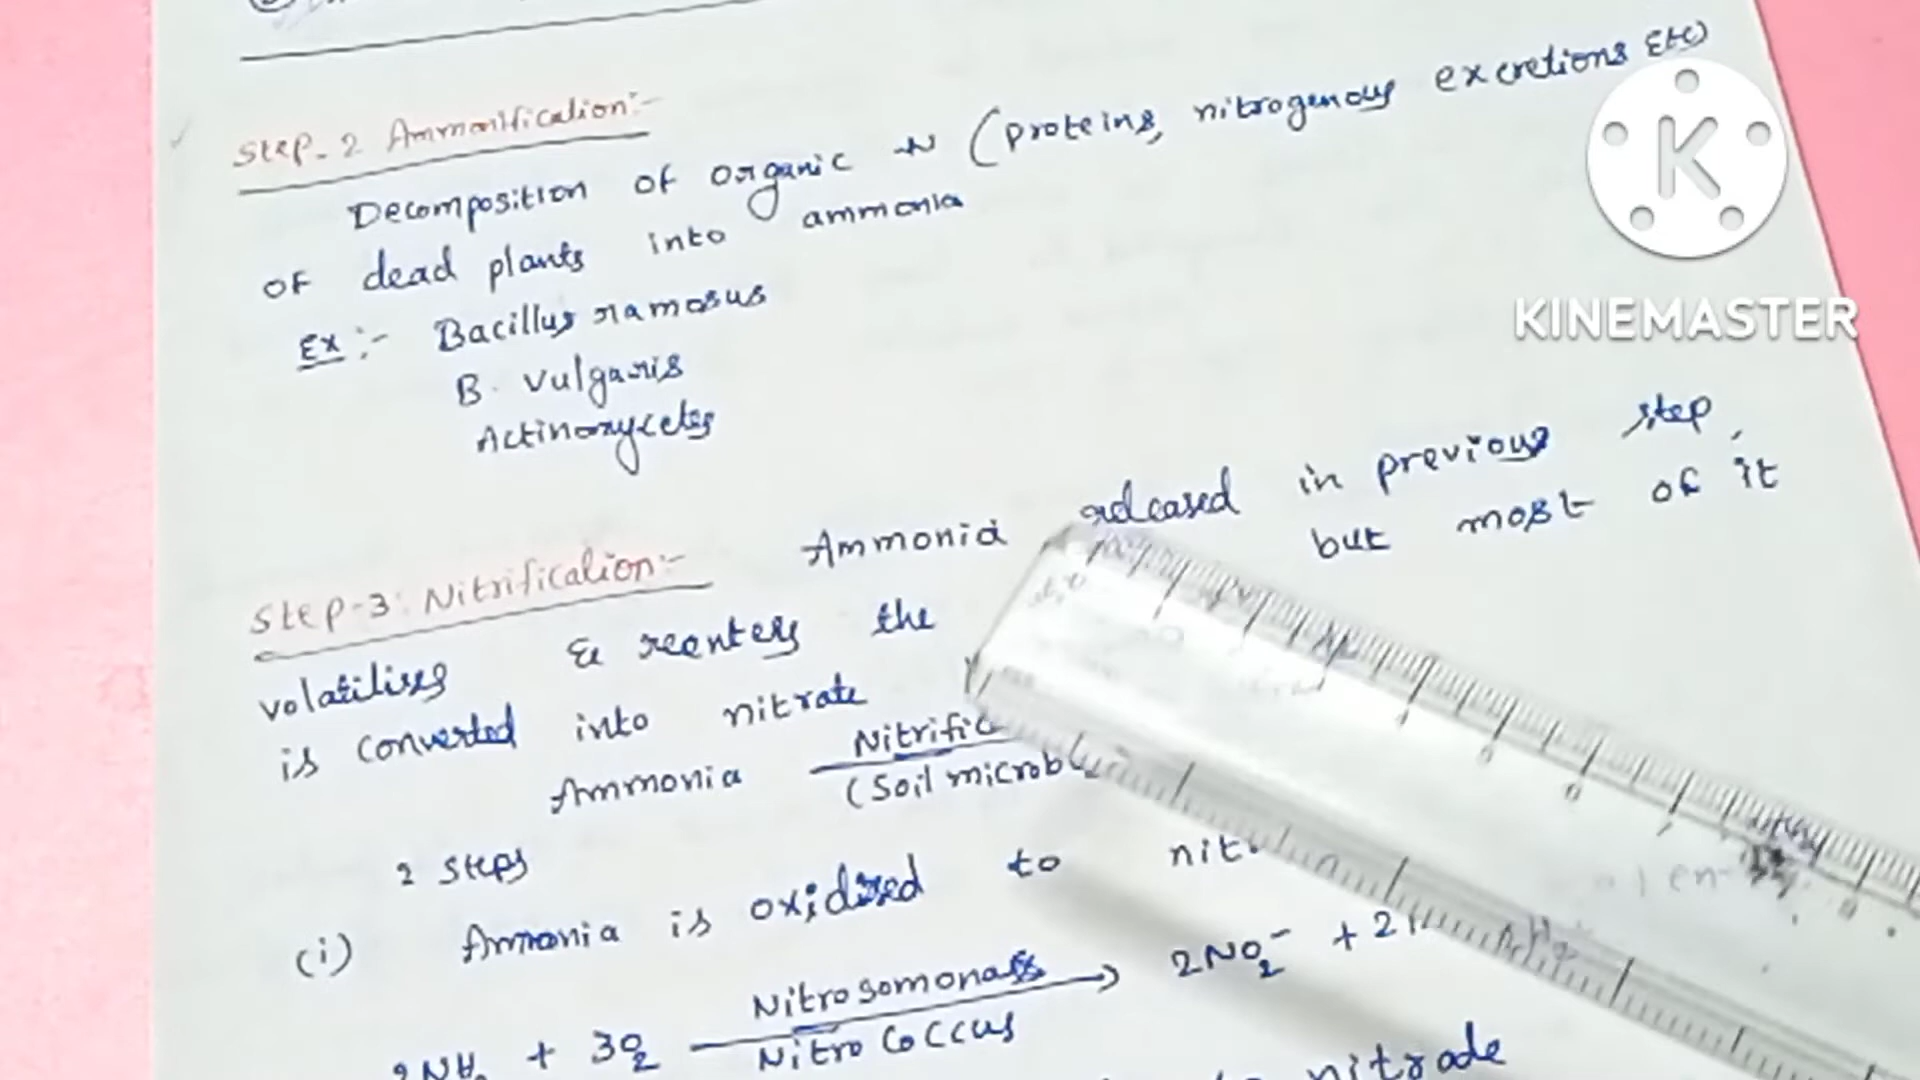 Step-2 Ammonification:-
Decomposition of organic N (proteins, nitrogenous excretions Etc)
of dead plants into ammonia
Ex:- Bacillus ramosus
B. vulgaris
Actinomycetes
Step-3: Nitrification:- Ammonia released in previous step,
volatilises & reenters the but most of it
is converted into nitrate
Ammonia Nitrific
(Soil microb
2 steps
(i) Ammonia is oxidized to nit
+ 3O2 Nitrosomonas 2NO2- + 2
Nitro coccus
nitrade
KINEMASTER